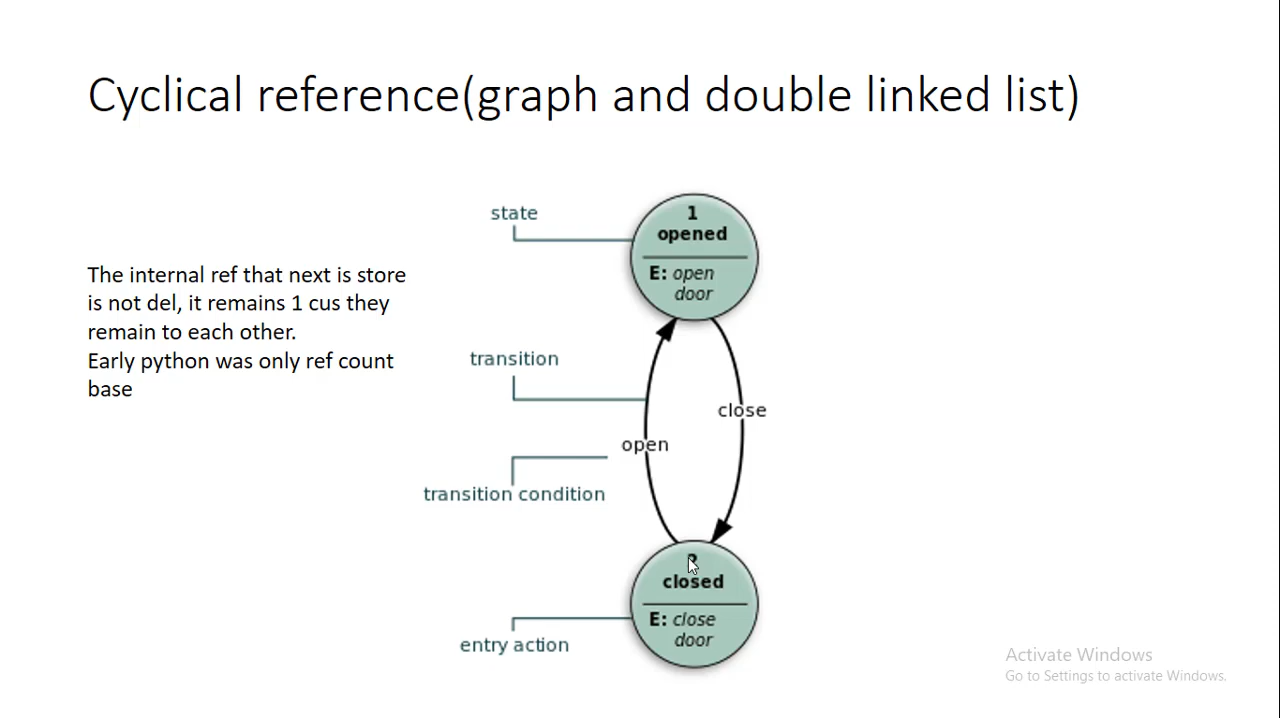 Cyclical reference(graph and double linked list)
The internal ref that next is store
is not del, it remains 1 cus they
remain to each other.
Early python was only ref count
base
state
1
opened
E: open
door
transition
close
open
transition condition
closed
E: close
door
entry action
Activate Windows
Go to Settings to activate Windows.